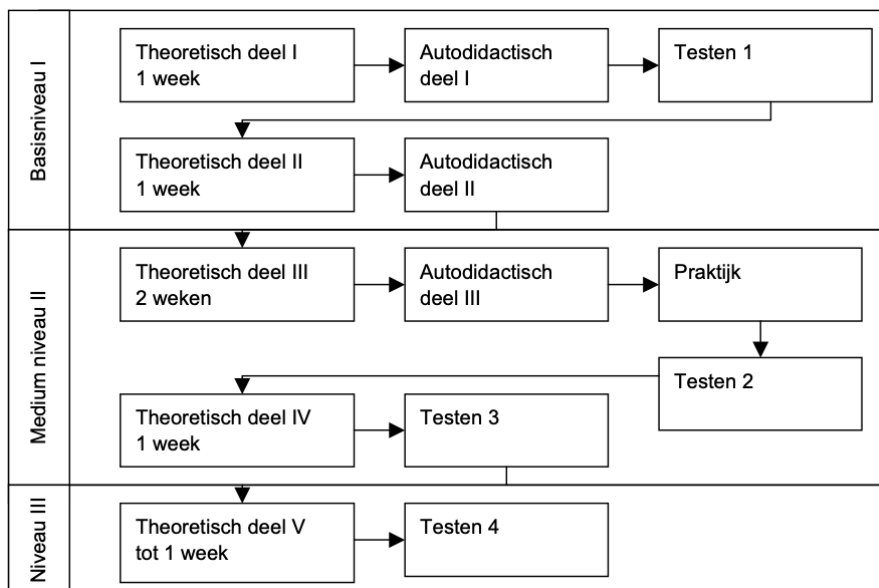 Basisniveau I
Theoretisch deel I
1 week
Autodidactisch
deel I
Testen 1
Theoretisch deel II
1 week
Autodidactisch
deel II
Medium niveau II
Theoretisch deel III
2 weken
Autodidactisch
deel III
Praktijk
Testen 2
Theoretisch deel IV
1 week
Testen 3
Niveau III
Theoretisch deel V
tot 1 week
Testen 4